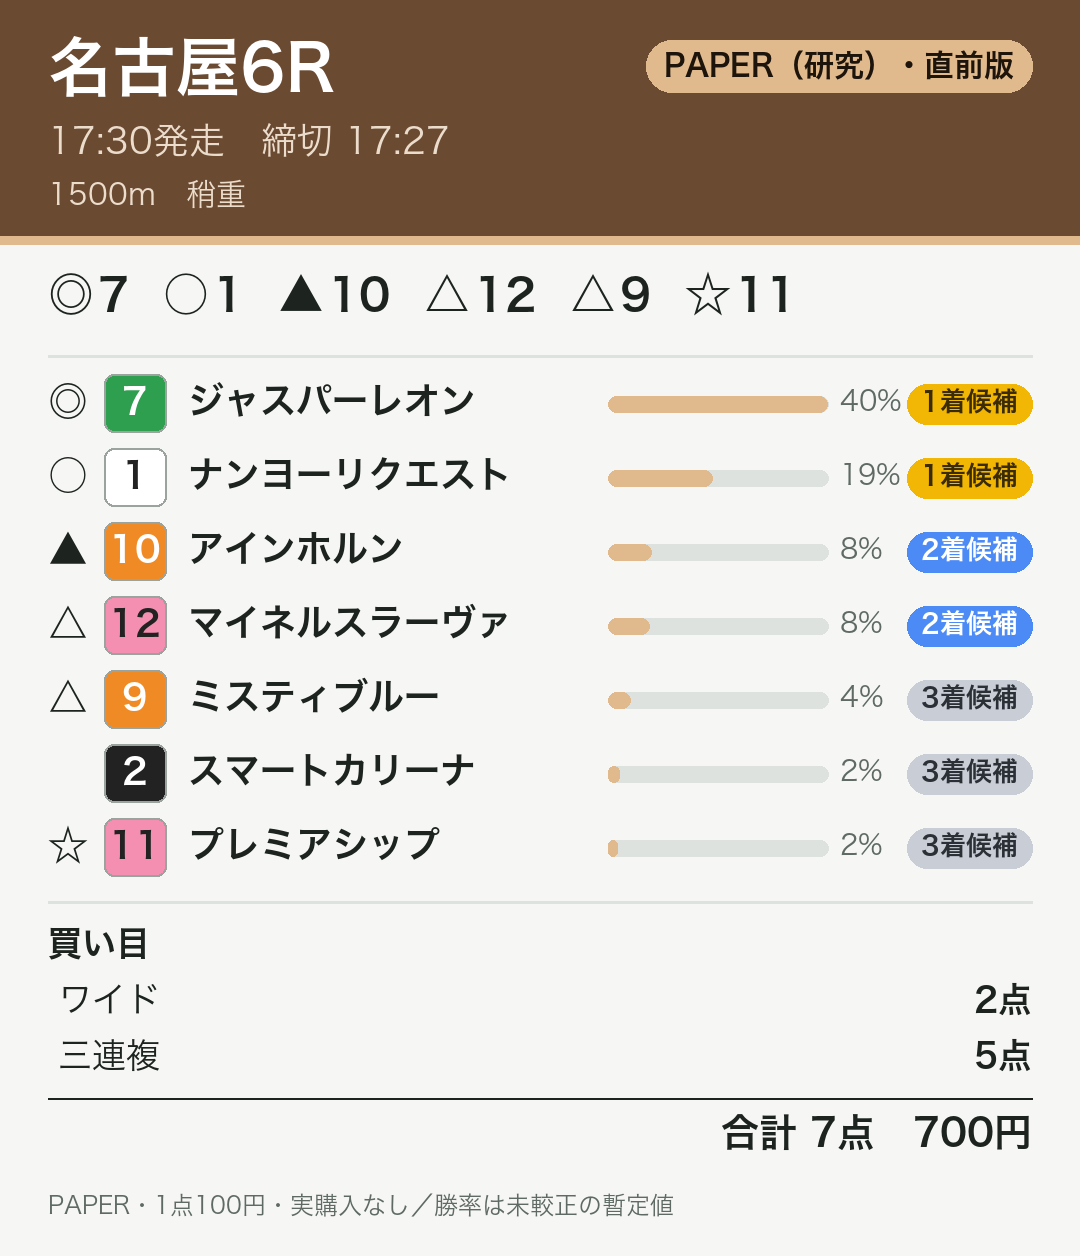 名古屋6R
PAPER（研究）・直前版
17:30発走　締切 17:27
1500m　稍重
◎7 ○1 ▲10 △12 △9 ☆11
◎ 7 ジャスパーレオン 40% 1着候補
○ 1 ナンヨーリクエスト 19% 1着候補
▲ 10 アインホルン 8% 2着候補
△ 12 マイネルスラーヴァ 8% 2着候補
△ 9 ミスティブルー 4% 3着候補
2 スマートカリーナ 2% 3着候補
☆ 11 プレミアシップ 2% 3着候補
買い目
ワイド 2点
三連複 5点
合計 7点　700円
PAPER・1点100円・実購入なし／勝率は未較正の暫定値